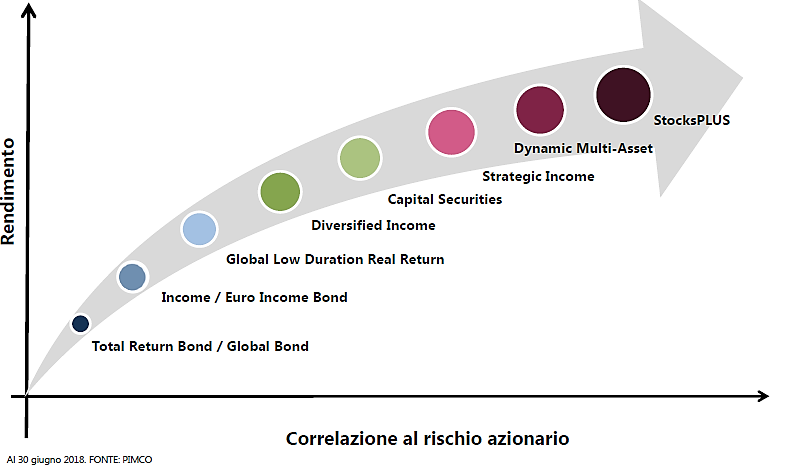 Rendimento
StocksPLUS
Dynamic Multi-Asset
Strategic Income
Capital Securities
Diversified Income
Global Low Duration Real Return
Income / Euro Income Bond
Total Return Bond / Global Bond
Correlazione al rischio azionario
Al 30 giugno 2018. FONTE: PIMCO